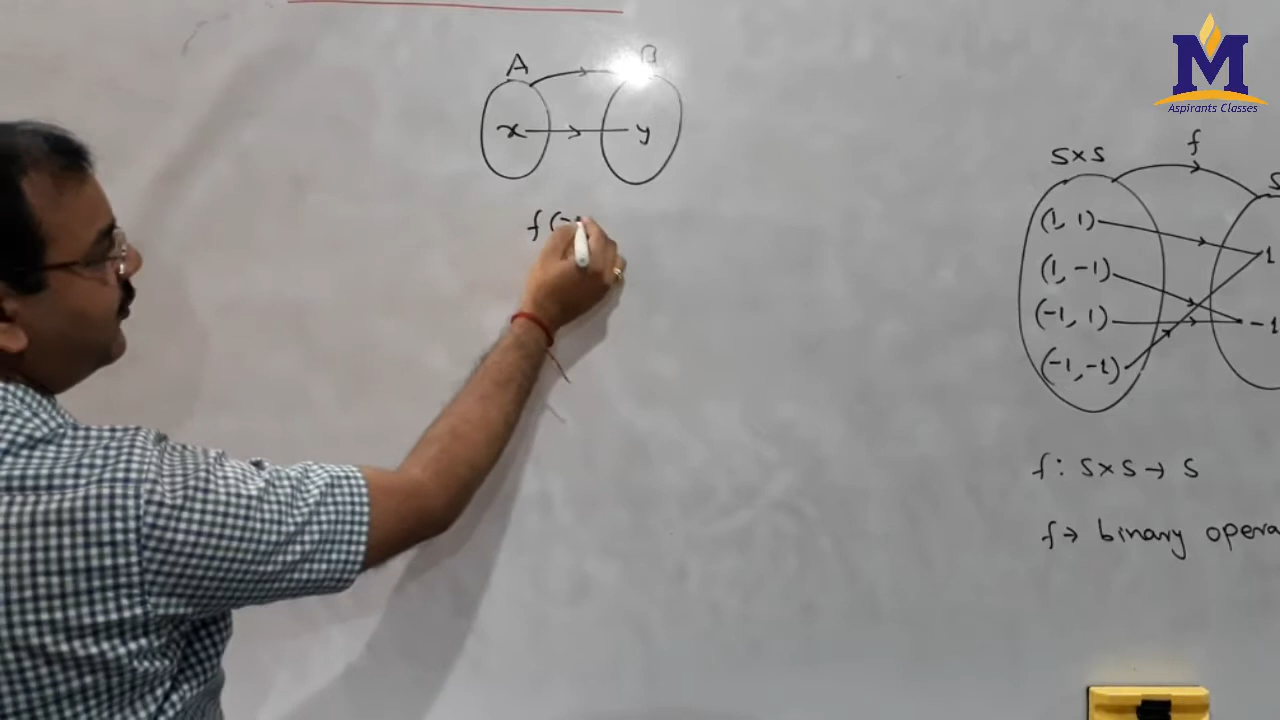 M
Aspirants Classes
A
x y
f(x
S×S f S
(1, 1) 1
(1, -1)
(-1, 1) -1
(-1, -1)
f: S×S → S
f → binary opera